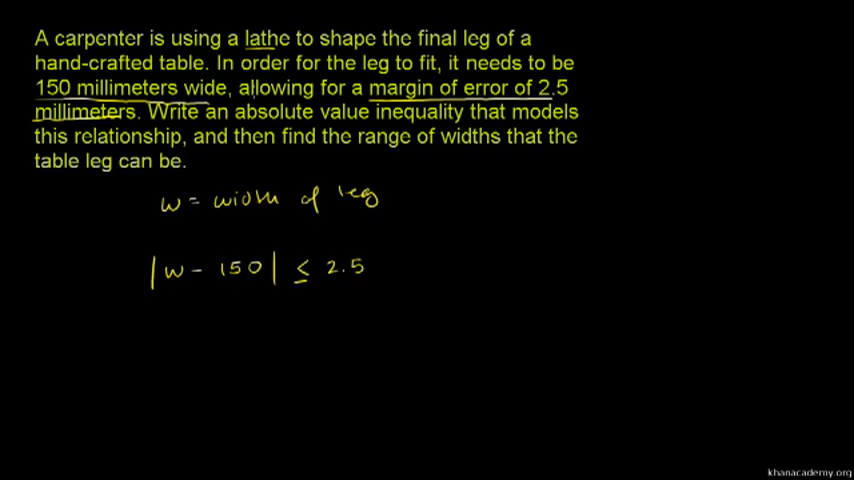 A carpenter is using a lathe to shape the final leg of a
hand-crafted table. In order for the leg to fit, it needs to be
150 millimeters wide, allowing for a margin of error of 2.5
millimeters. Write an absolute value inequality that models
this relationship, and then find the range of widths that the
table leg can be.
w = width of leg
|w - 150| ≤ 2.5
khanacademy.org